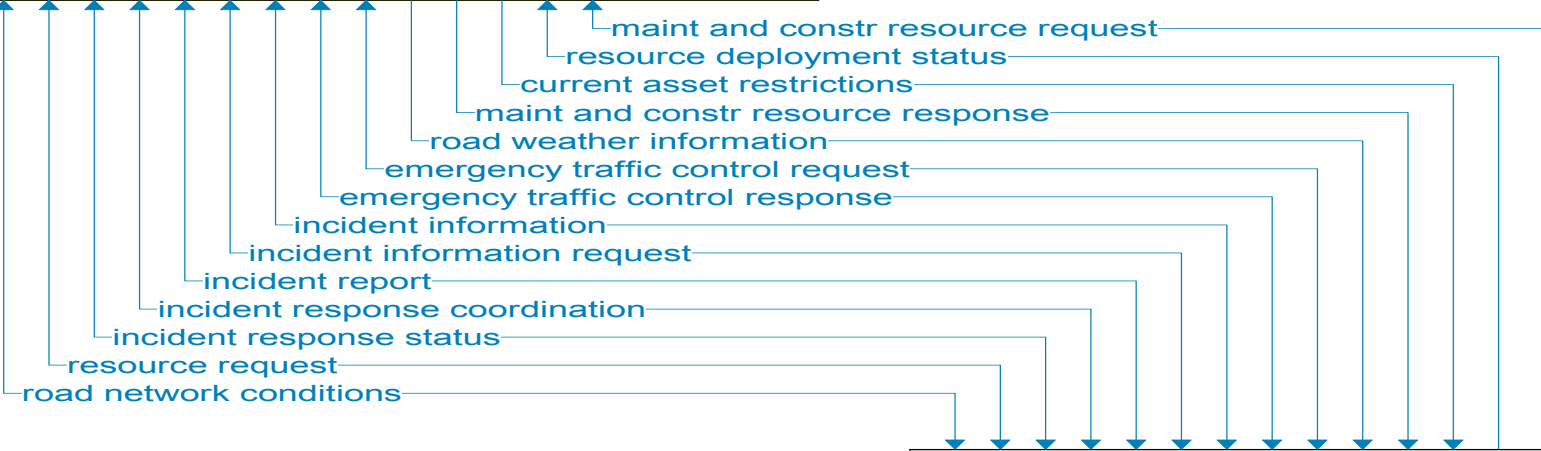 maint and constr resource request
resource deployment status
current asset restrictions
maint and constr resource response
road weather information
emergency traffic control request
emergency traffic control response
incident information
incident information request
incident report
incident response coordination
incident response status
resource request
road network conditions